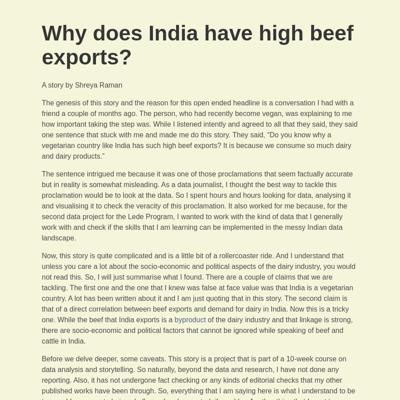 Why does India have high beef
exports?
A story by Shreya Raman
The genesis of this story and the reason for this open ended headline is a conversation I had with a
friend a couple of months ago. The person, who had recently become vegan, was explaining to me
how important taking the step was. While I listened intently and agreed to all that they said, they said
one sentence that stuck with me and made me do this story. They said, “Do you know why a
vegetarian country like India has such high beef exports? It is because we consume so much dairy
and dairy products.”
The sentence intrigued me because it was one of those proclamations that seem factually accurate
but in reality is somewhat misleading. As a data journalist, I thought the best way to tackle this
proclamation would be to look at the data. So I spent hours and hours looking for data, analysing it
and visualising it to check the veracity of this proclamation. It also worked for me because, for the
second data project for the Lede Program, I wanted to work with the kind of data that I generally
work with and check if the skills that I am learning can be implemented in the messy Indian data
landscape.
Now, this story is quite complicated and is a little bit of a rollercoaster ride. And I understand that
unless you care a lot about the socio-economic and political aspects of the dairy industry, you would
not read this. So, I will just summarise what I found. There are a couple of claims that we are
tackling. The first one and the one that I knew was false at face value was that India is a vegetarian
country. A lot has been written about it and I am just quoting that in this story. The second claim is
that of a direct correlation between beef exports and demand for dairy in India. Now this is a tricky
one. While the beef that India exports is a byproduct of the dairy industry and that linkage is strong,
there are socio-economic and political factors that cannot be ignored while speaking of beef and
cattle in India.
Before we delve deeper, some caveats. This story is a project that is part of a 10-week course on
data analysis and storytelling. So naturally, beyond the data and research, I have not done any
reporting. Also, it has not undergone fact checking or any kinds of editorial checks that my other
published works have been through. So, everything that I am saying here is what I understand to be